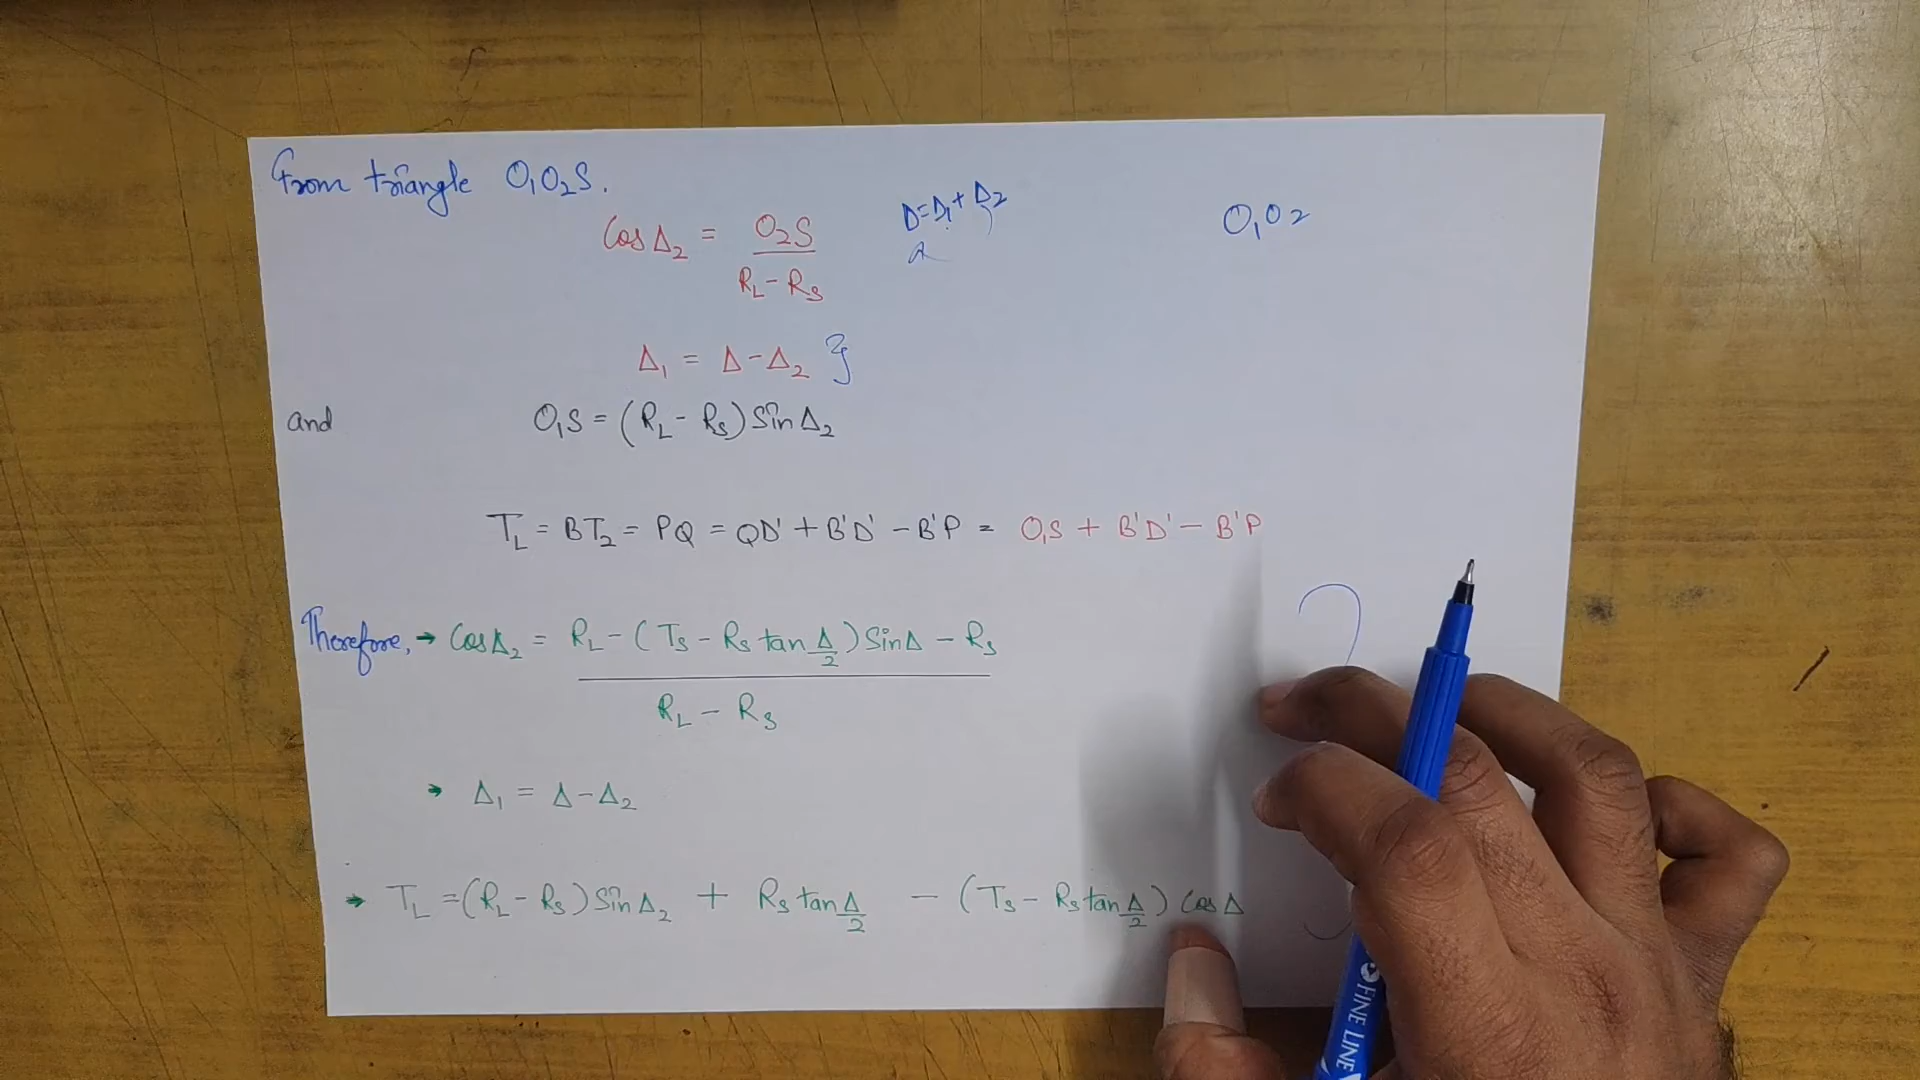 From triangle O₁O₂S.
Cos Δ₂ = O₂S / (R_L - R_S)
Δ = Δ₁ + Δ₂
O₁O₂
Δ₁ = Δ - Δ₂ }
and O₁S = (R_L - R_S) Sin Δ₂
T_L = BT₂ = PQ = QD' + B'D' - B'P = O₁S + B'D' - B'P
Therefore, → Cos Δ₂ = R_L - (T_S - R_S tan Δ/2) Sin Δ - R_S / R_L - R_S
→ Δ₁ = Δ - Δ₂
→ T_L = (R_L - R_S) Sin Δ₂ + R_S tan Δ/2 - (T_S - R_S tan Δ/2) Cos Δ
FINE LINE